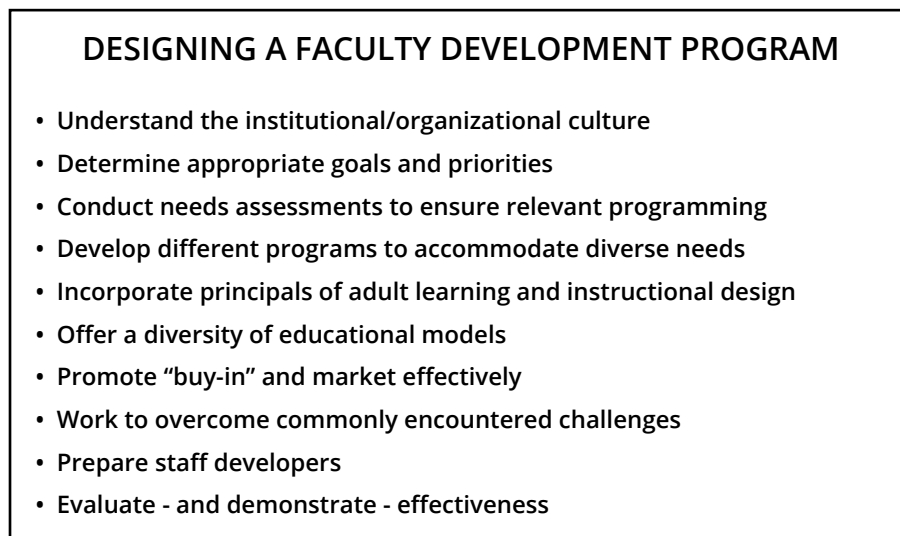 DESIGNING A FACULTY DEVELOPMENT PROGRAM
• Understand the institutional/organizational culture
• Determine appropriate goals and priorities
• Conduct needs assessments to ensure relevant programming
• Develop different programs to accommodate diverse needs
• Incorporate principals of adult learning and instructional design
• Offer a diversity of educational models
• Promote “buy-in” and market effectively
• Work to overcome commonly encountered challenges
• Prepare staff developers
• Evaluate - and demonstrate - effectiveness